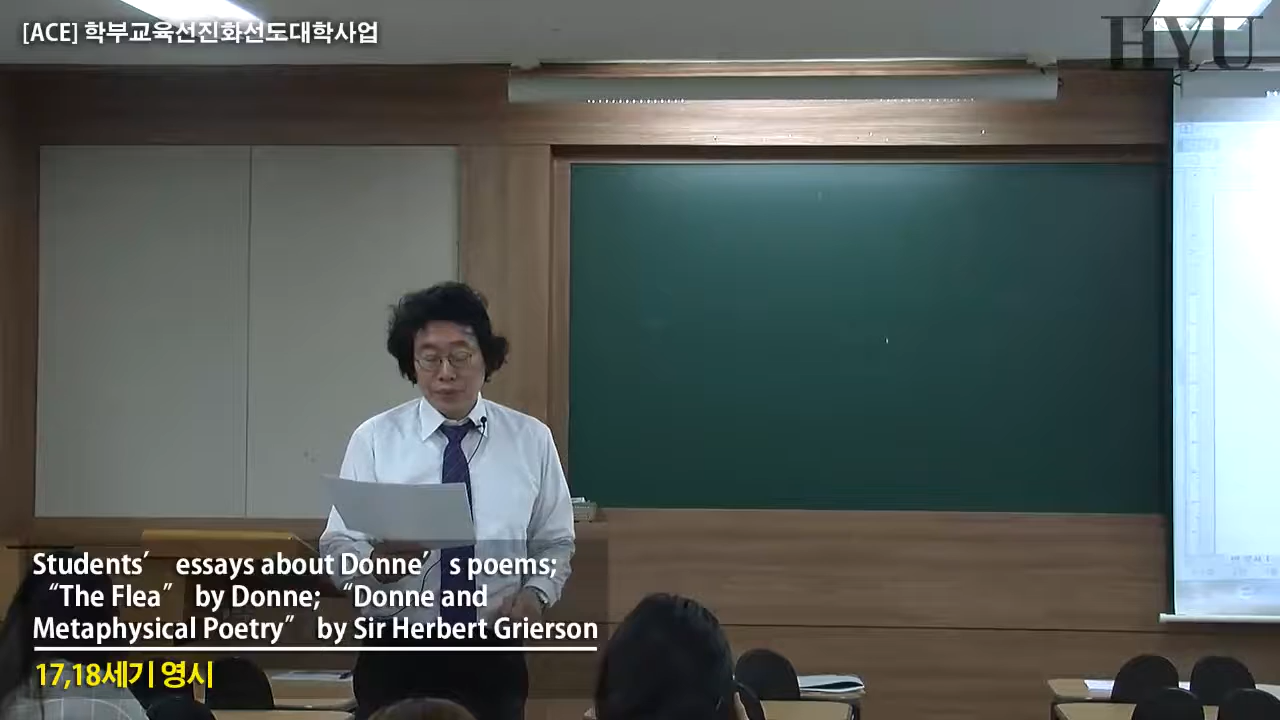 [ACE] 학부교육선진화선도대학사업
HYU
Students’ essays about Donne’ s poems;
“The Flea” by Donne; “Donne and
Metaphysical Poetry” by Sir Herbert Grierson
17,18세기 영시